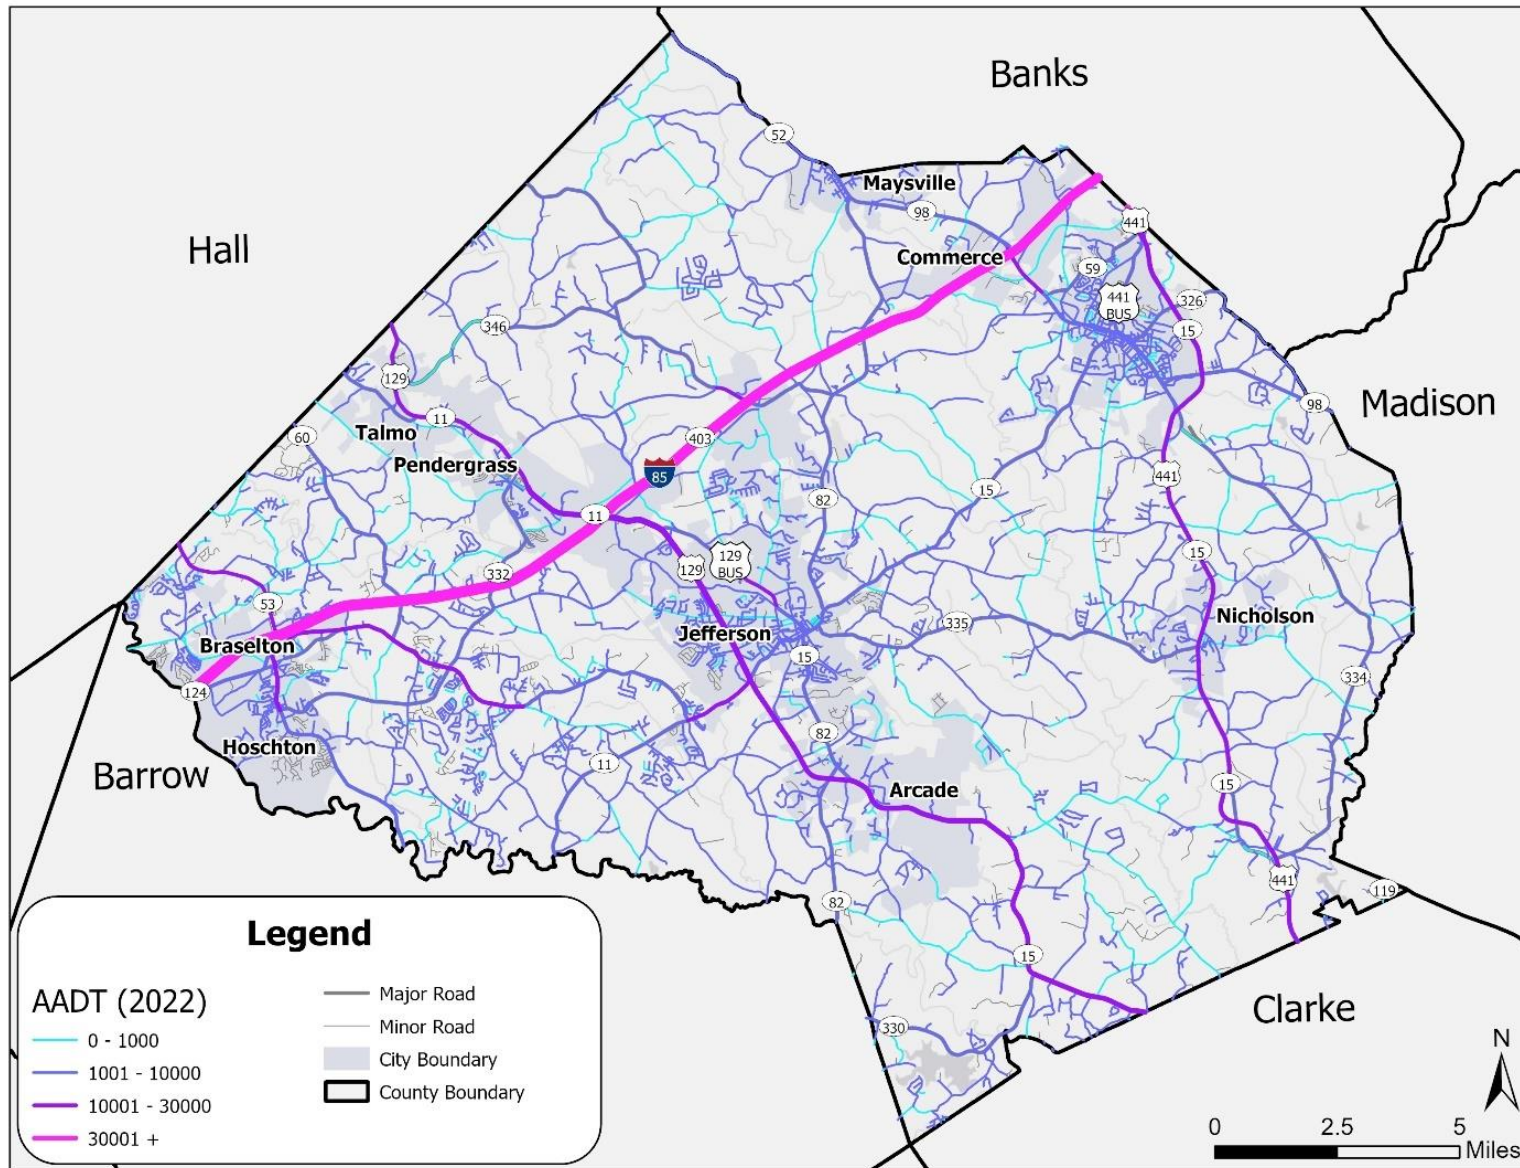 Banks
52
Maysville
98
Hall
441
Commerce
59
441
BUS
326
346
15
129
Madison
98
11
60
Talmo
403
Pendergrass
85
441
15
82
11
15
129
BUS
129
332
53
Nicholson
335
Jefferson
Braselton
15
334
124
82
Hoschton
11
Barrow
15
Arcade
441
119
82
Legend
15
AADT (2022)
Major Road
Clarke
330
Minor Road
0 - 1000
City Boundary
1001 - 10000
County Boundary
10001 - 30000
30001 +
N
0 2.5 5
Miles